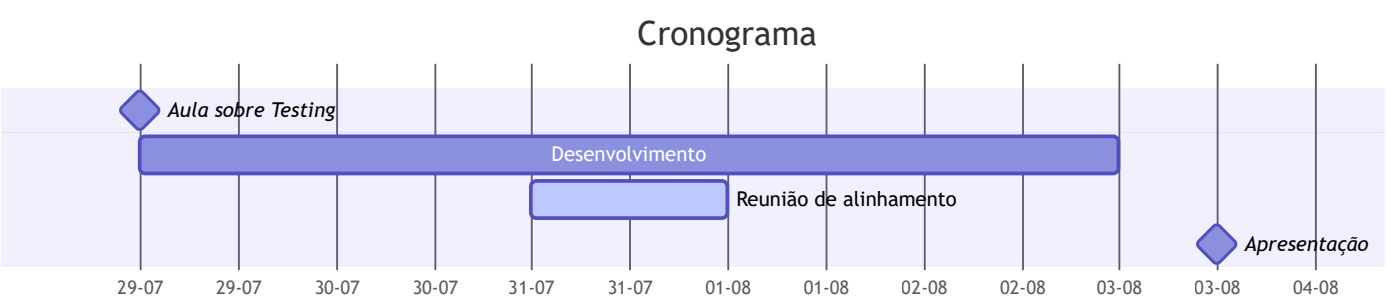 Cronograma
Aula sobre Testing
Desenvolvimento
Reunião de alinhamento
Apresentação
29-07 29-07 30-07 30-07 31-07 31-07 01-08 01-08 02-08 02-08 03-08 03-08 04-08